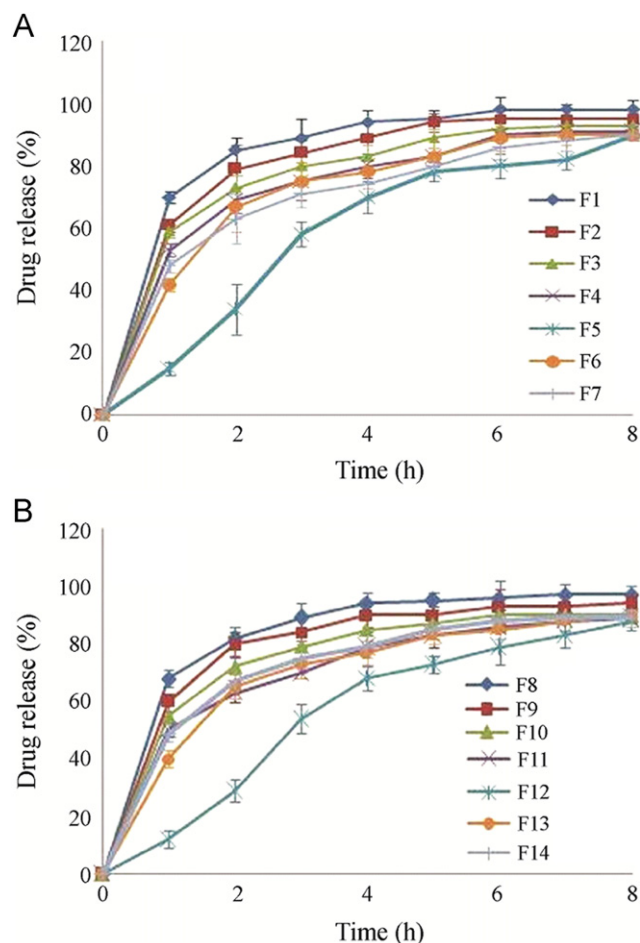 A
120
100
80
60
40
20
0
Drug release (%)
F1
F2
F3
F4
F5
F6
F7
0 2 4 6 8
Time (h)
B
120
100
80
60
40
20
0
Drug release (%)
F8
F9
F10
F11
F12
F13
F14
0 2 4 6 8
Time (h)